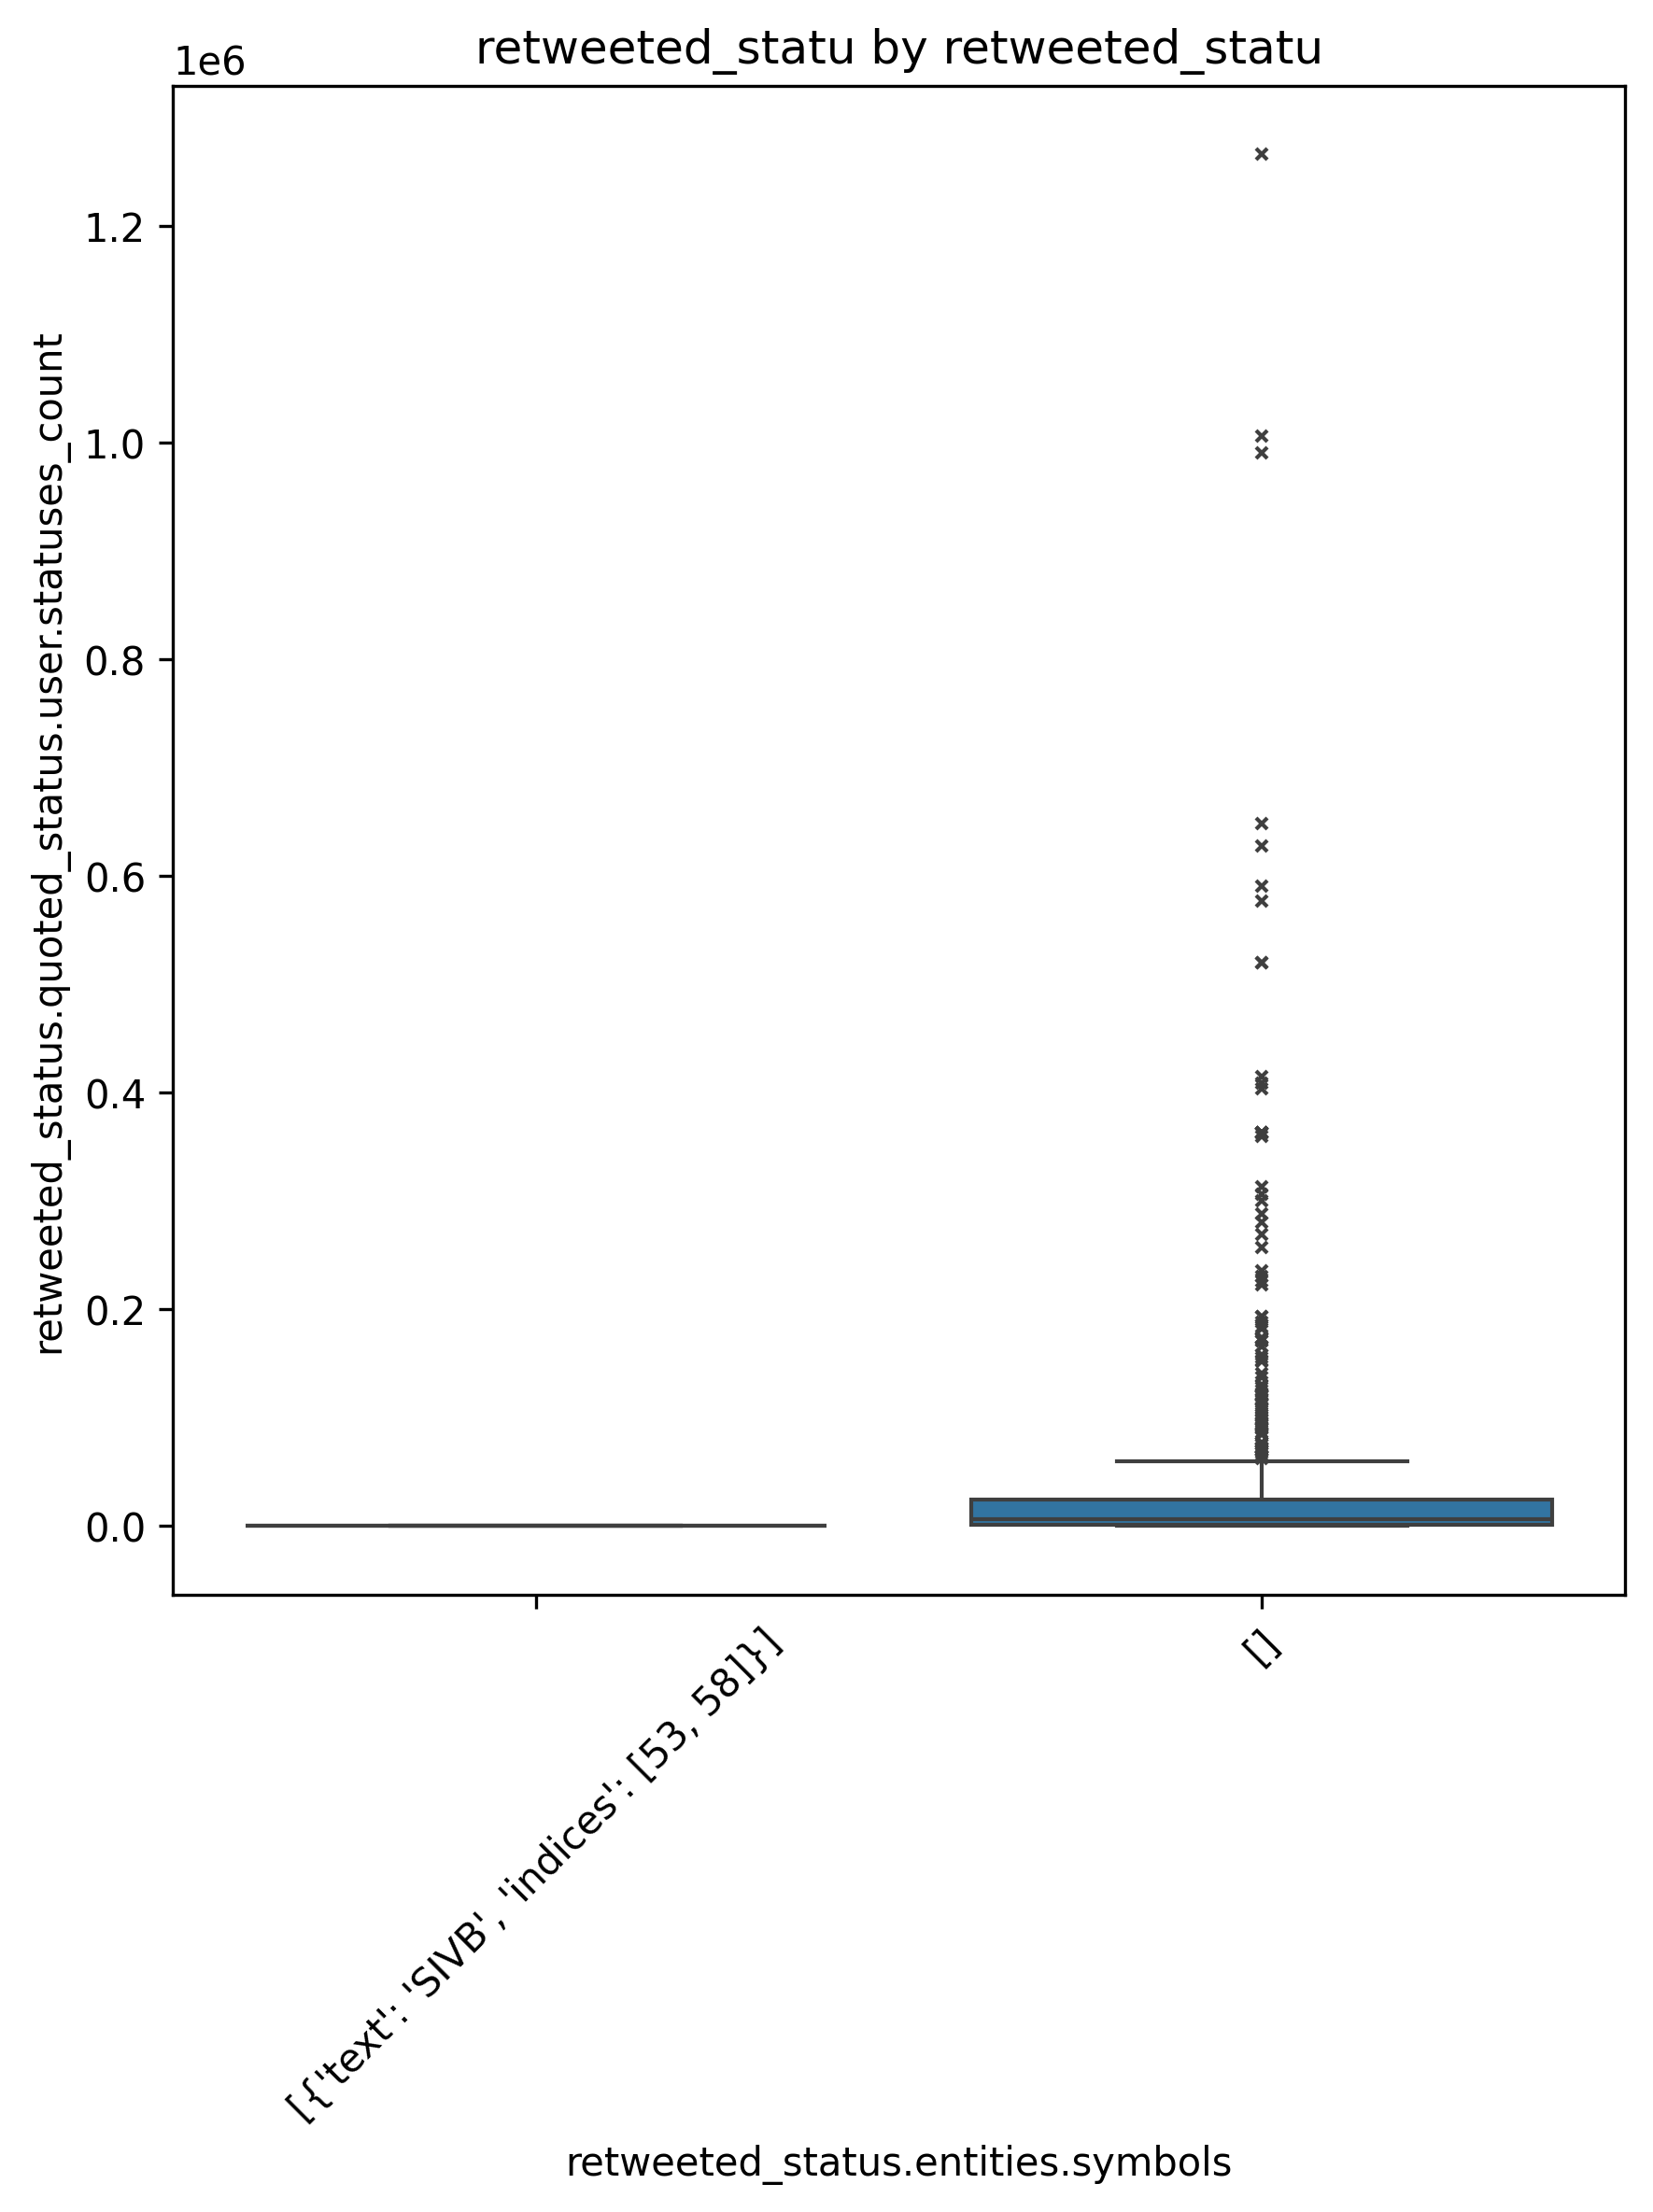 retweeted_statu by retweeted_statu
1e6
1.2
1.0
0.8
0.6
0.4
0.2
0.0
retweeted_status.quoted_status.user.statuses_count
[{'text': 'SIVB', 'indices': [53, 58]}]
[]
retweeted_status.entities.symbols